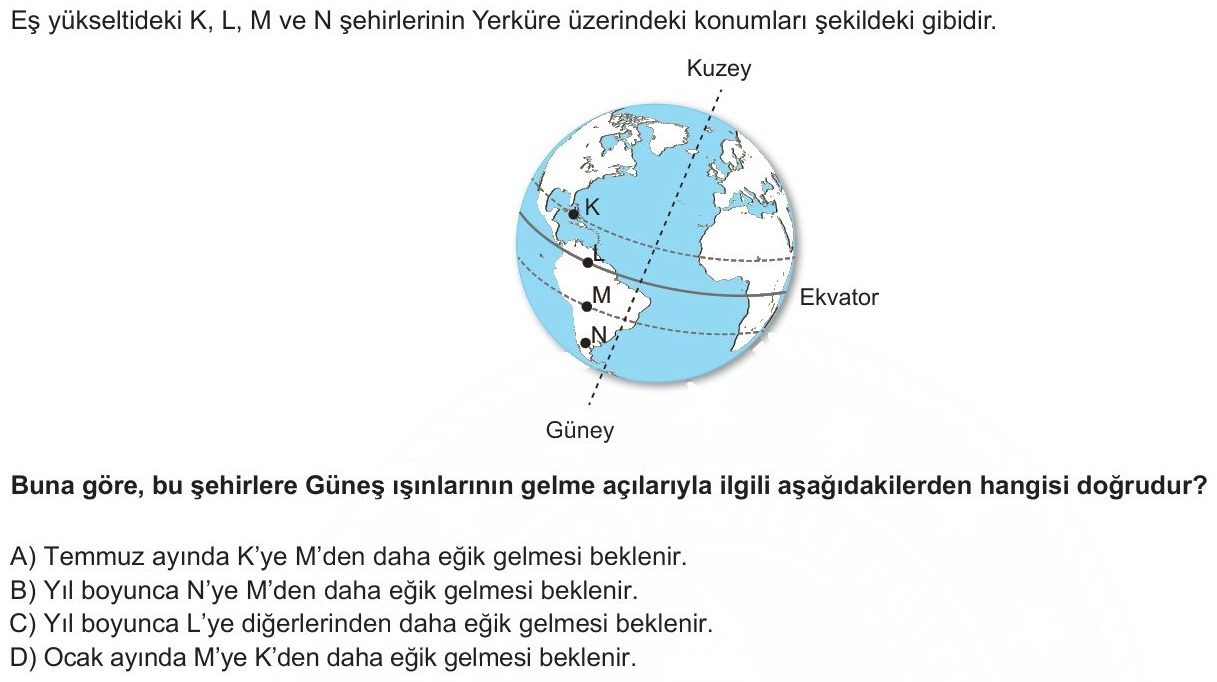 Eş yükseltideki K, L, M ve N şehirlerinin Yerküre üzerindeki konumları şekildeki gibidir.
Kuzey
K
L
M
Ekvator
N
Güney
Buna göre, bu şehirlere Güneş ışınlarının gelme açılarıyla ilgili aşağıdakilerden hangisi doğrudur?
A) Temmuz ayında K'ye M'den daha eğik gelmesi beklenir.
B) Yıl boyunca N'ye M'den daha eğik gelmesi beklenir.
C) Yıl boyunca L'ye diğerlerinden daha eğik gelmesi beklenir.
D) Ocak ayında M'ye K'den daha eğik gelmesi beklenir.